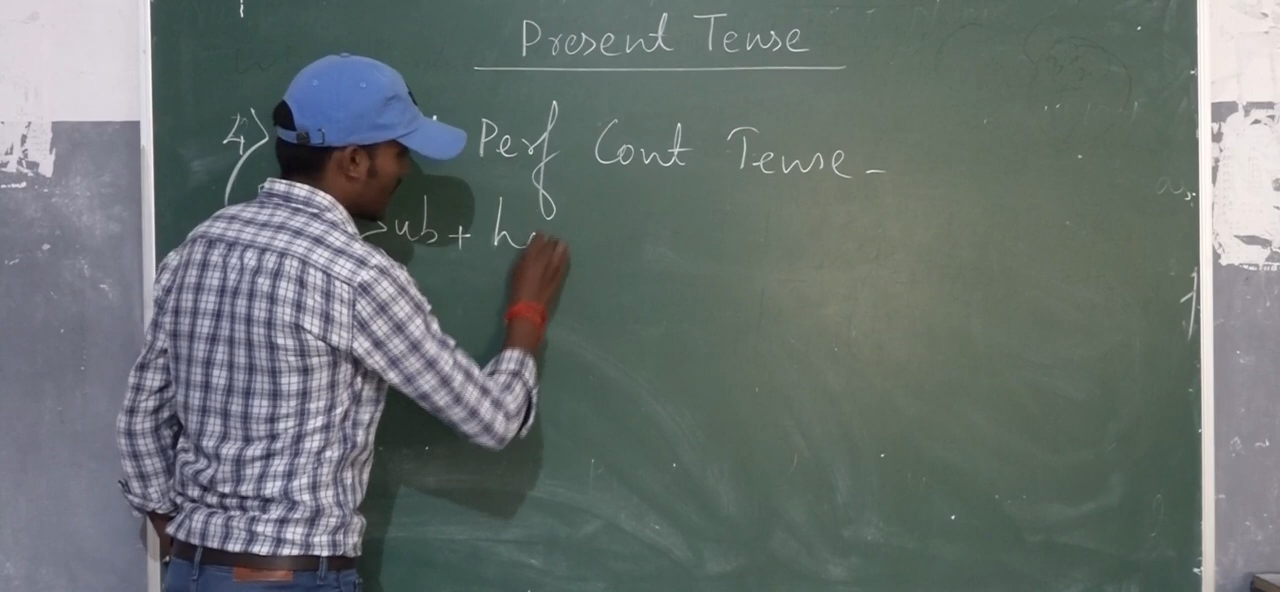 Present Tense
4) Perf Cont Tense -
Sub + ha